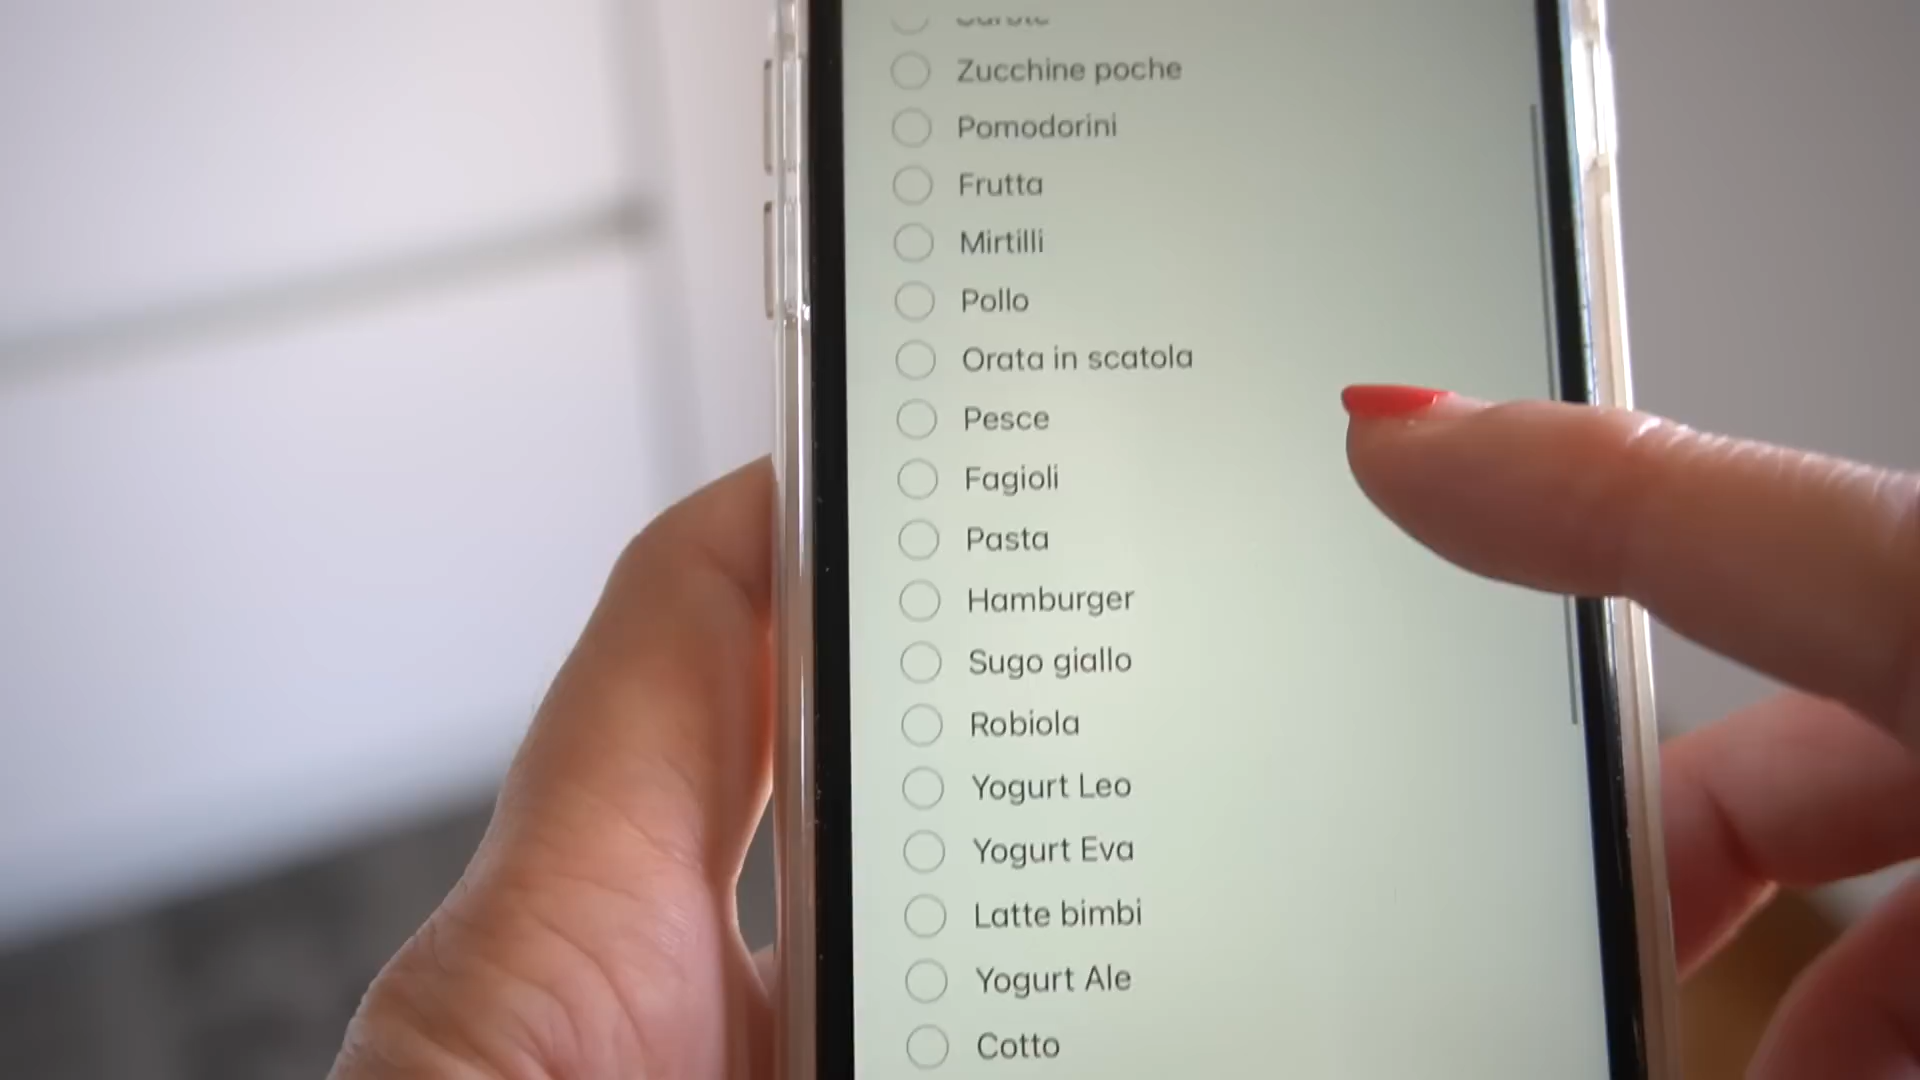 Zucchine poche
Pomodorini
Frutta
Mirtilli
Pollo
Orata in scatola
Pesce
Fagioli
Pasta
Hamburger
Sugo giallo
Robiola
Yogurt Leo
Yogurt Eva
Latte bimbi
Yogurt Ale
Cotto